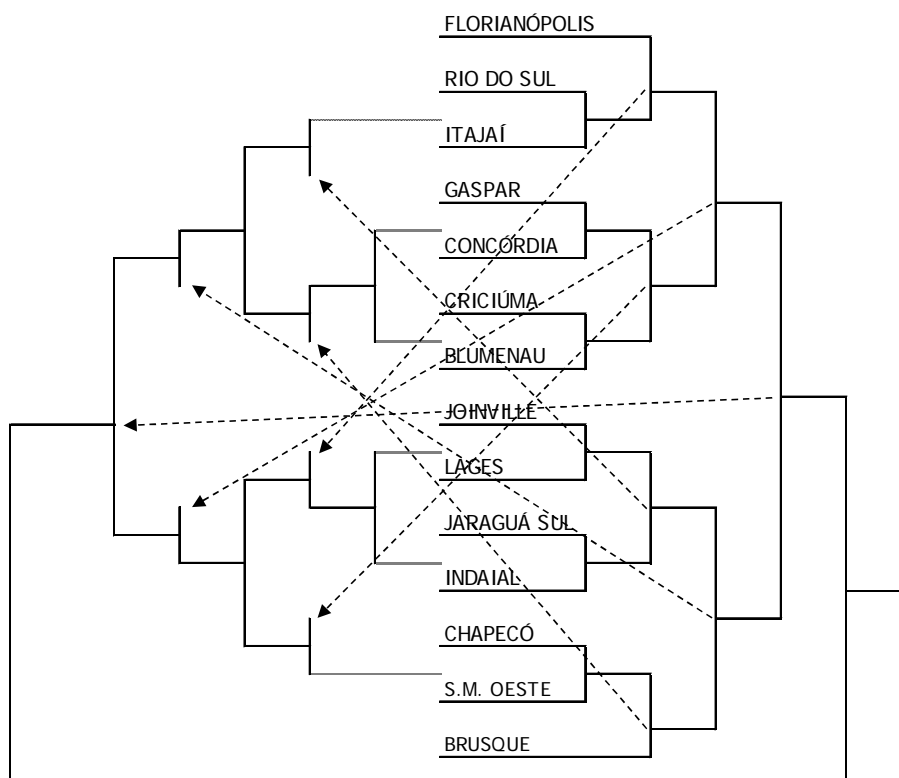 FLORIANÓPOLIS
RIO DO SUL
ITAJAÍ
GASPAR
CONCÓRDIA
CRICIÚMA
BLUMENAU
JOINVILLE
LAGES
JARAGUÁ SUL
INDAIAL
CHAPECÓ
S.M. OESTE
BRUSQUE